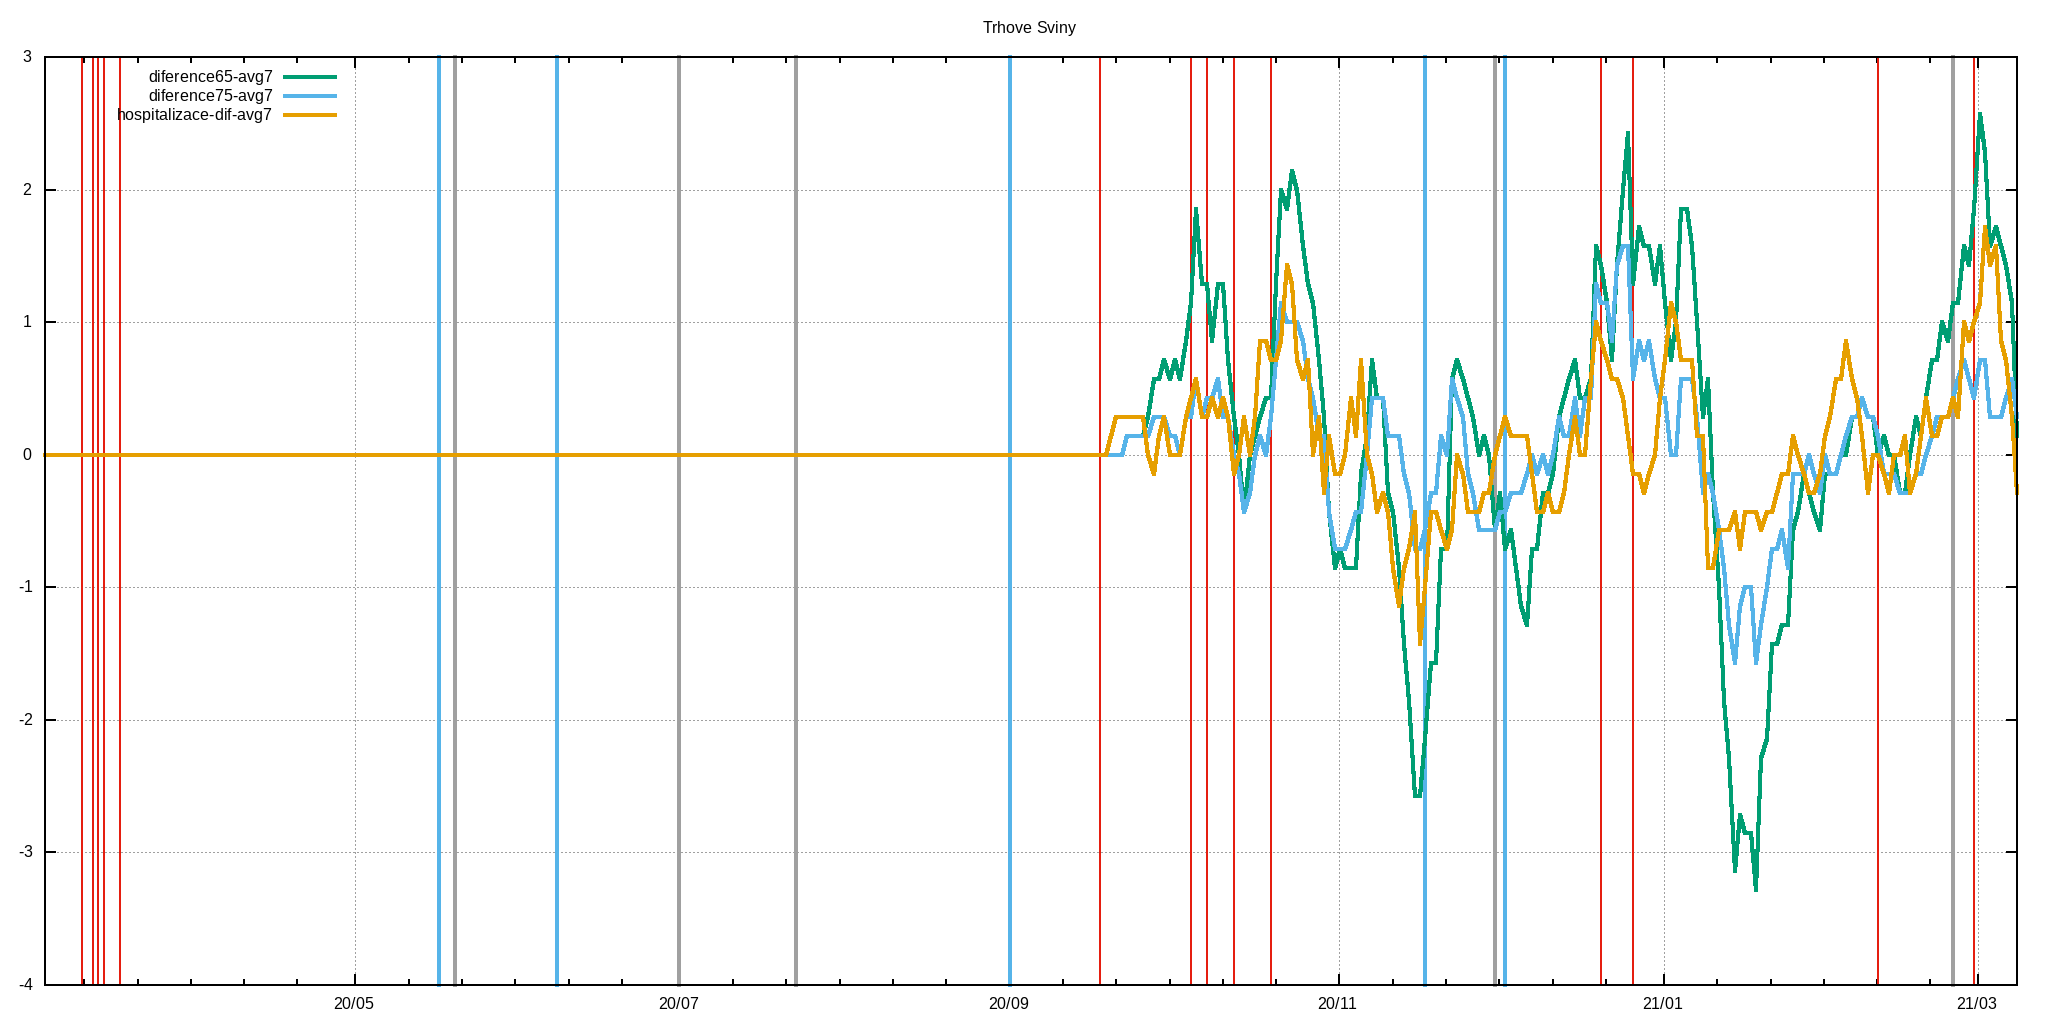 Trhove Sviny
diference65-avg7
diference75-avg7
hospitalizace-dif-avg7
3
2
1
0
-1
-2
-3
-4
20/05 20/07 20/09 20/11 21/01 21/03